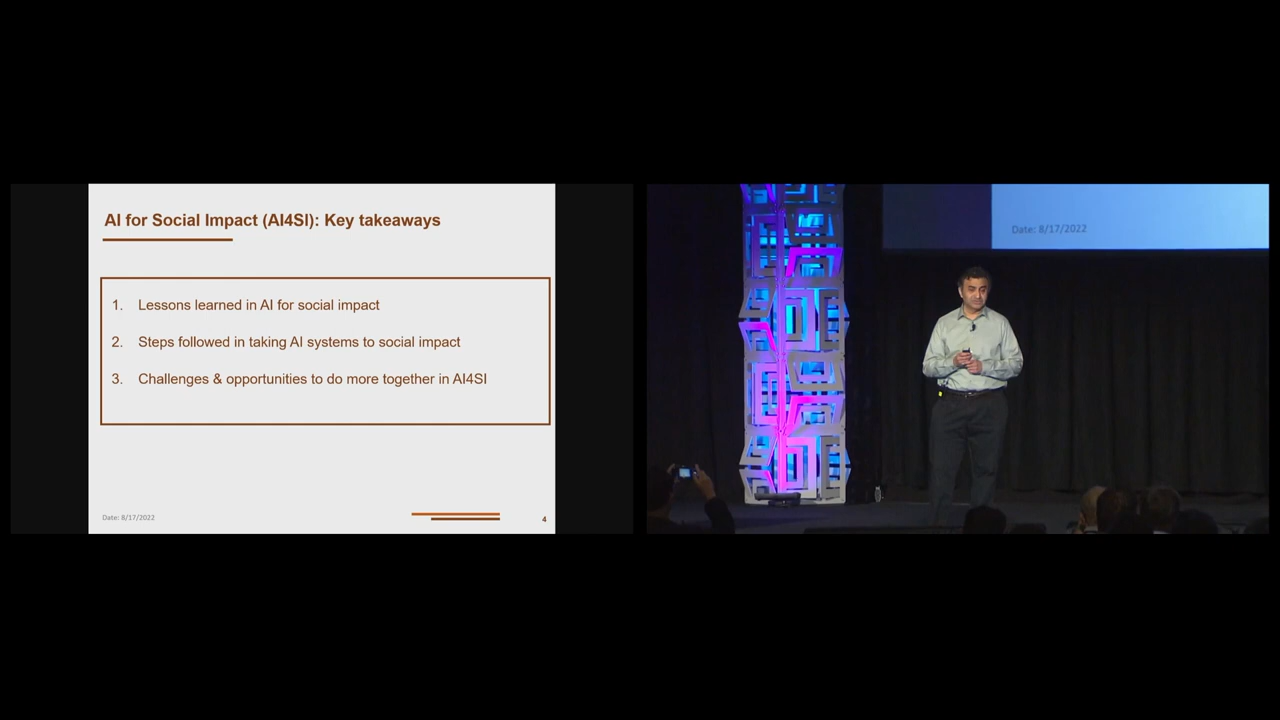 AI for Social Impact (AI4SI): Key takeaways
1. Lessons learned in AI for social impact
2. Steps followed in taking AI systems to social impact
3. Challenges & opportunities to do more together in AI4SI
Date: 8/17/2022
4
Date: 8/17/2022